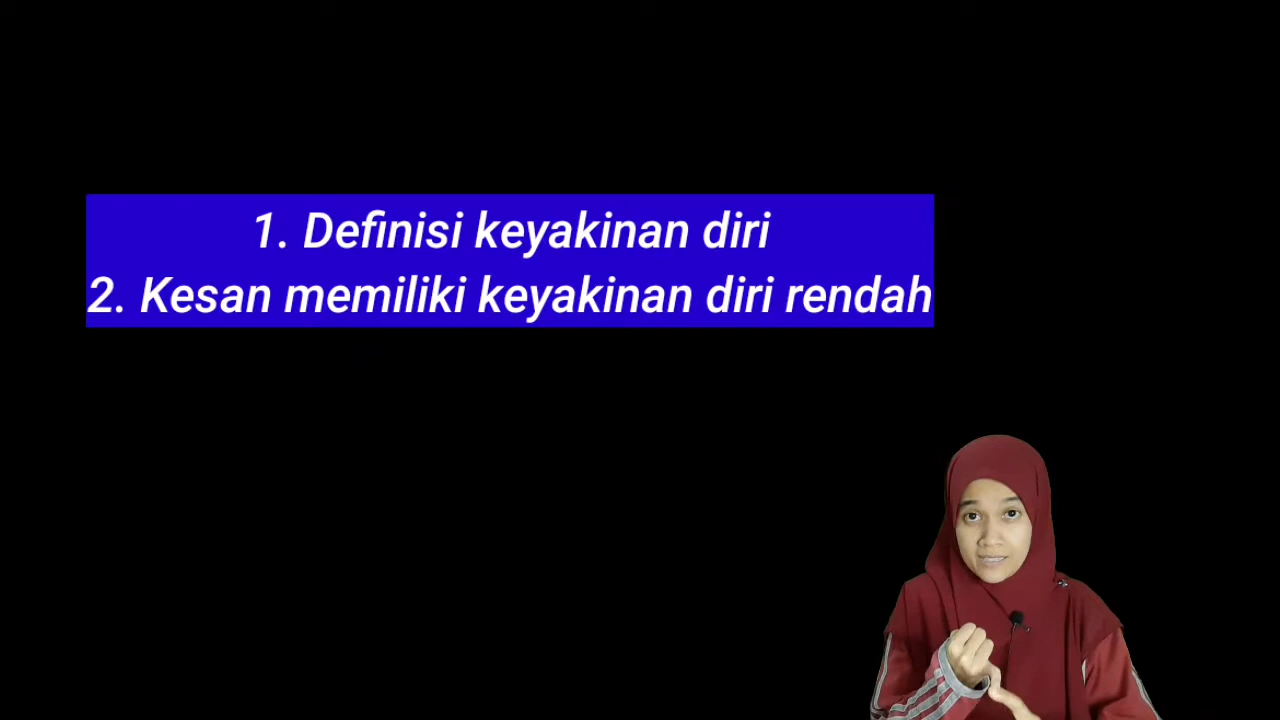 1. Definisi keyakinan diri
2. Kesan memiliki keyakinan diri rendah